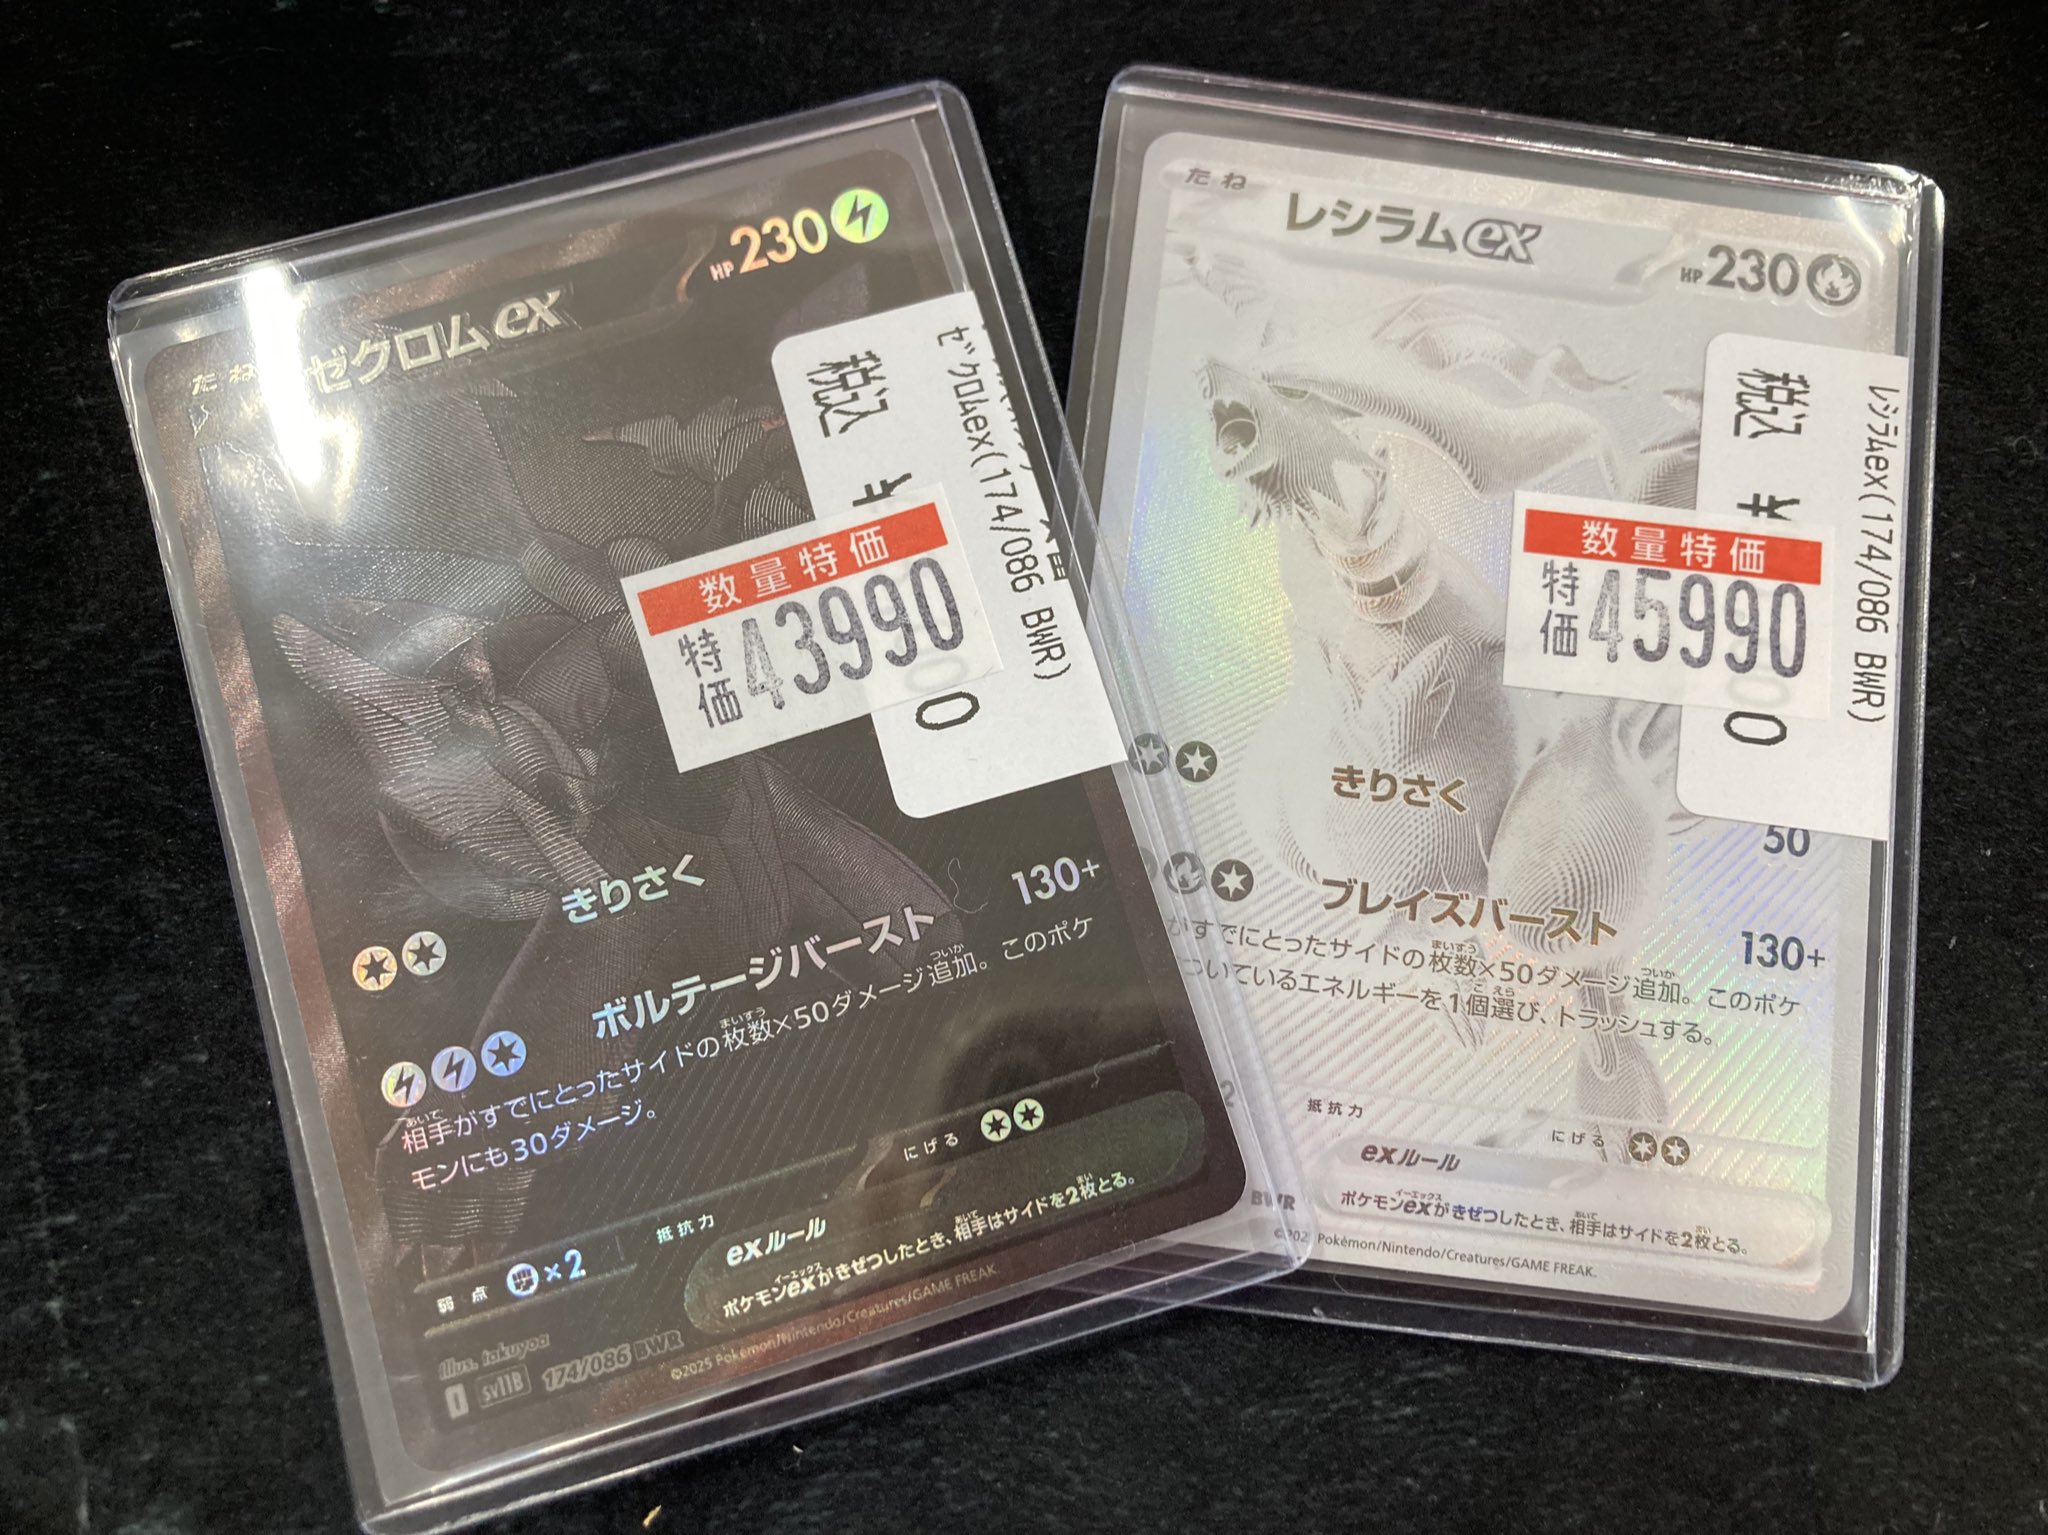 たね
ゼクロムex
HP 230
税込 ¥
0
ゼクロムex(174/086 BWR)
数量特価
特価 43990
きりさく
ボルテージバースト
130+
相手がすでにとったサイドの枚数×50ダメージ追加。このポケ
モンにも30ダメージ。
弱点
×2
抵抗力
にげる
exルール
ポケモンexがきぜつしたとき、相手はサイドを2枚とる。
Illus. takuyoa
I
sv11B
174/086 BWR
©2025 Pokémon/Nintendo/Creatures/GAME FREAK.
たね
レシラムex
HP 230
税込 ¥
0
レシラムex(174/086 BWR)
数量特価
特価 45990
きりさく
50
ブレイズバースト
130+
がすでにとったサイドの枚数×50ダメージ追加。このポケ
ついているエネルギーを1個選び、トラッシュする。
2
抵抗力
にげる
exルール
ポケモンexがきぜつしたとき、相手はサイドを2枚とる。
BWR
Pokémon/Nintendo/Creatures/GAME FREAK.